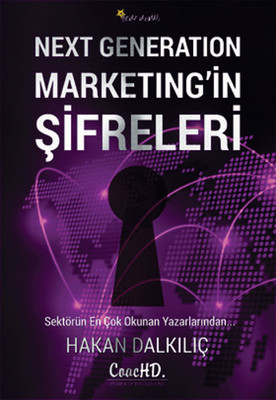 NEXT GENERATION
MARKETING'İN
ŞİFRELERİ
Sektörün En Çok Okunan Yazarlarından...
HAKAN DALKILIÇ
CoacHD.